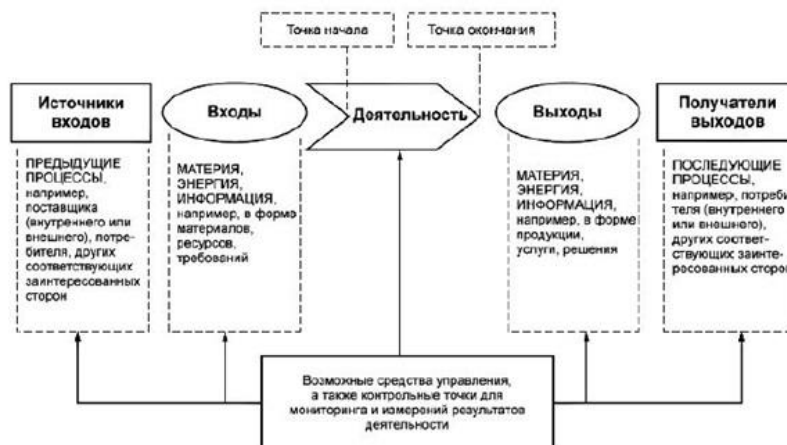 Точка начала
Точка окончания
Источники
входов
Входы
Деятельность
Выходы
Получатели
выходов
ПРЕДЫДУЩИЕ
ПРОЦЕССЫ,
например,
поставщика
(внутреннего или
внешнего), потре-
бителя, других
соответствующих
заинтересованных
сторон
МАТЕРИЯ,
ЭНЕРГИЯ,
ИНФОРМАЦИЯ,
например, в форме
материалов,
ресурсов,
требований
МАТЕРИЯ,
ЭНЕРГИЯ,
ИНФОРМАЦИЯ,
например, в форме
продукции,
услуги, решения
ПОСЛЕДУЮЩИЕ
ПРОЦЕССЫ,
например, потреби-
теля (внутреннего
или внешнего),
других соответ-
ствующих заинте-
ресованных сторон
Возможные средства управления,
а также контрольные точки для
мониторинга и измерений результатов
деятельности